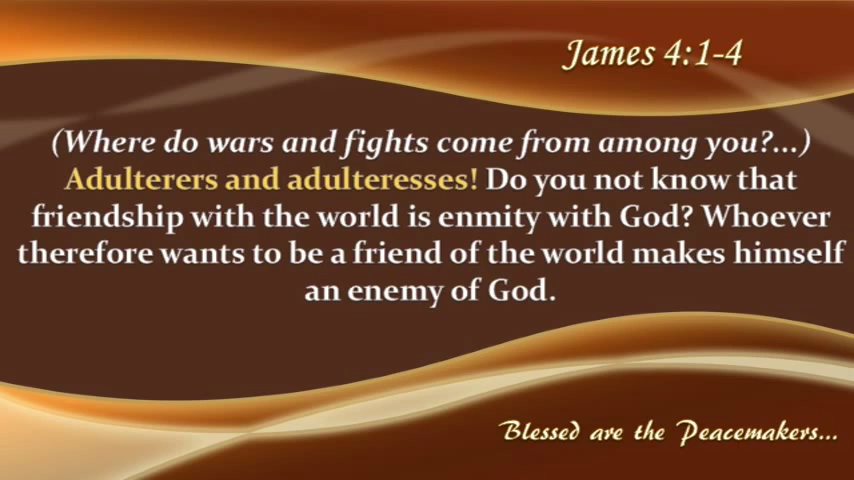 James 4:1-4
(Where do wars and fights come from among you?...)
Adulterers and adulteresses! Do you not know that
friendship with the world is enmity with God? Whoever
therefore wants to be a friend of the world makes himself
an enemy of God.
Blessed are the Peacemakers...